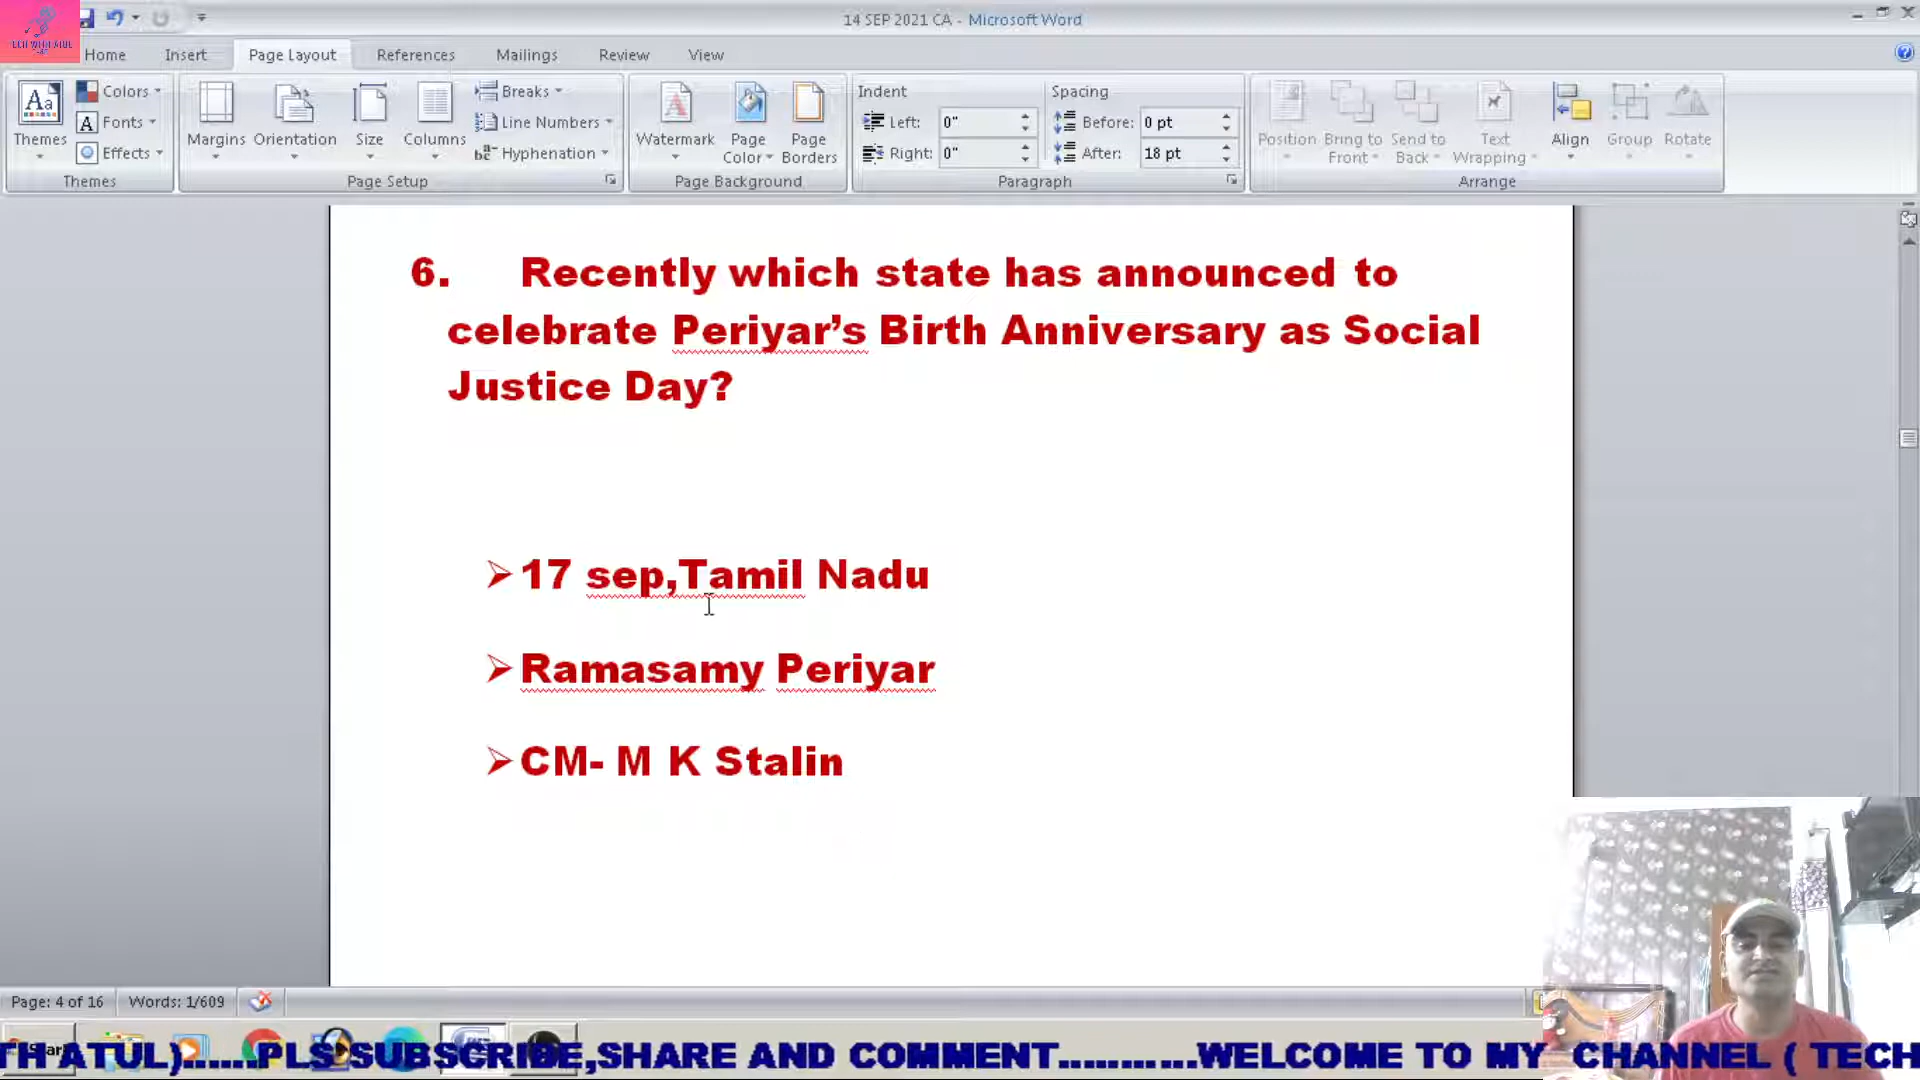 14 SEP 2021 CA - Microsoft Word
Home Insert Page Layout References Mailings Review View
Themes Colors Fonts Effects
Themes
Margins Orientation Size Columns Breaks Line Numbers Hyphenation
Page Setup
Watermark Page Color Page Borders
Page Background
Indent Spacing
Left: 0" Before: 0 pt
Right: 0" After: 18 pt
Paragraph
Position Bring to Front Send to Back Text Wrapping Align Group Rotate
Arrange
6. Recently which state has announced to
celebrate Periyar’s Birth Anniversary as Social
Justice Day?
17 sep,Tamil Nadu
Ramasamy Periyar
CM- M K Stalin
Page: 4 of 16 Words: 1/609
TH ATUL)......PLS SUBSCRIBE,SHARE AND COMMENT...........WELCOME TO MY CHANNEL ( TECH